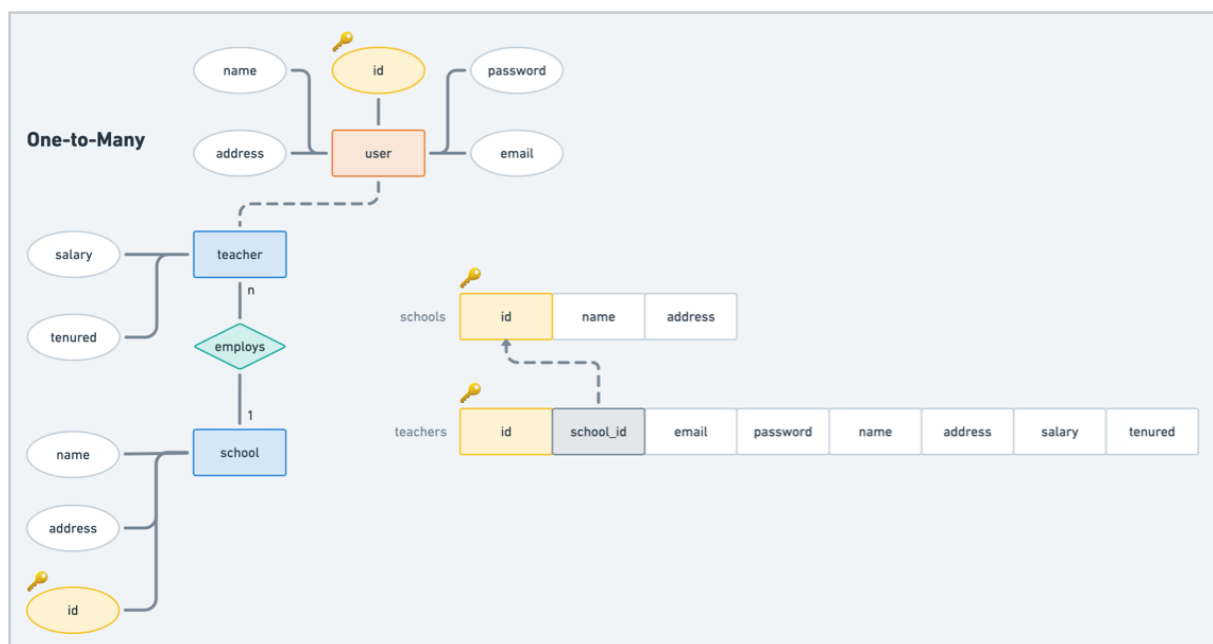 One-to-Many
name
id
password
address
user
email
salary
teacher
tenured
n
employs
1
name
school
address
id
schools
id
name
address
teachers
id
school_id
email
password
name
address
salary
tenured